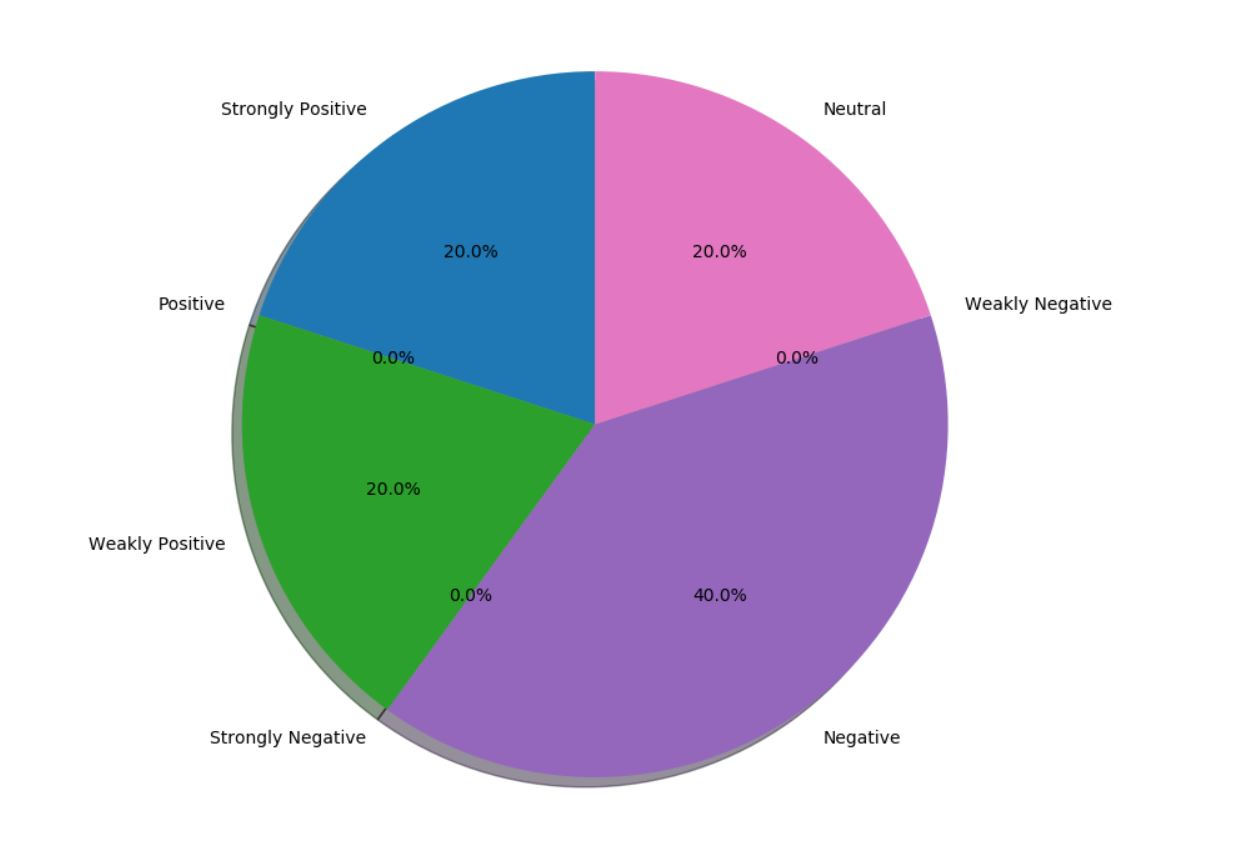 Strongly Positive
Neutral
20.0%
20.0%
Positive
Weakly Negative
0.0%
0.0%
20.0%
Weakly Positive
0.0%
40.0%
Strongly Negative
Negative